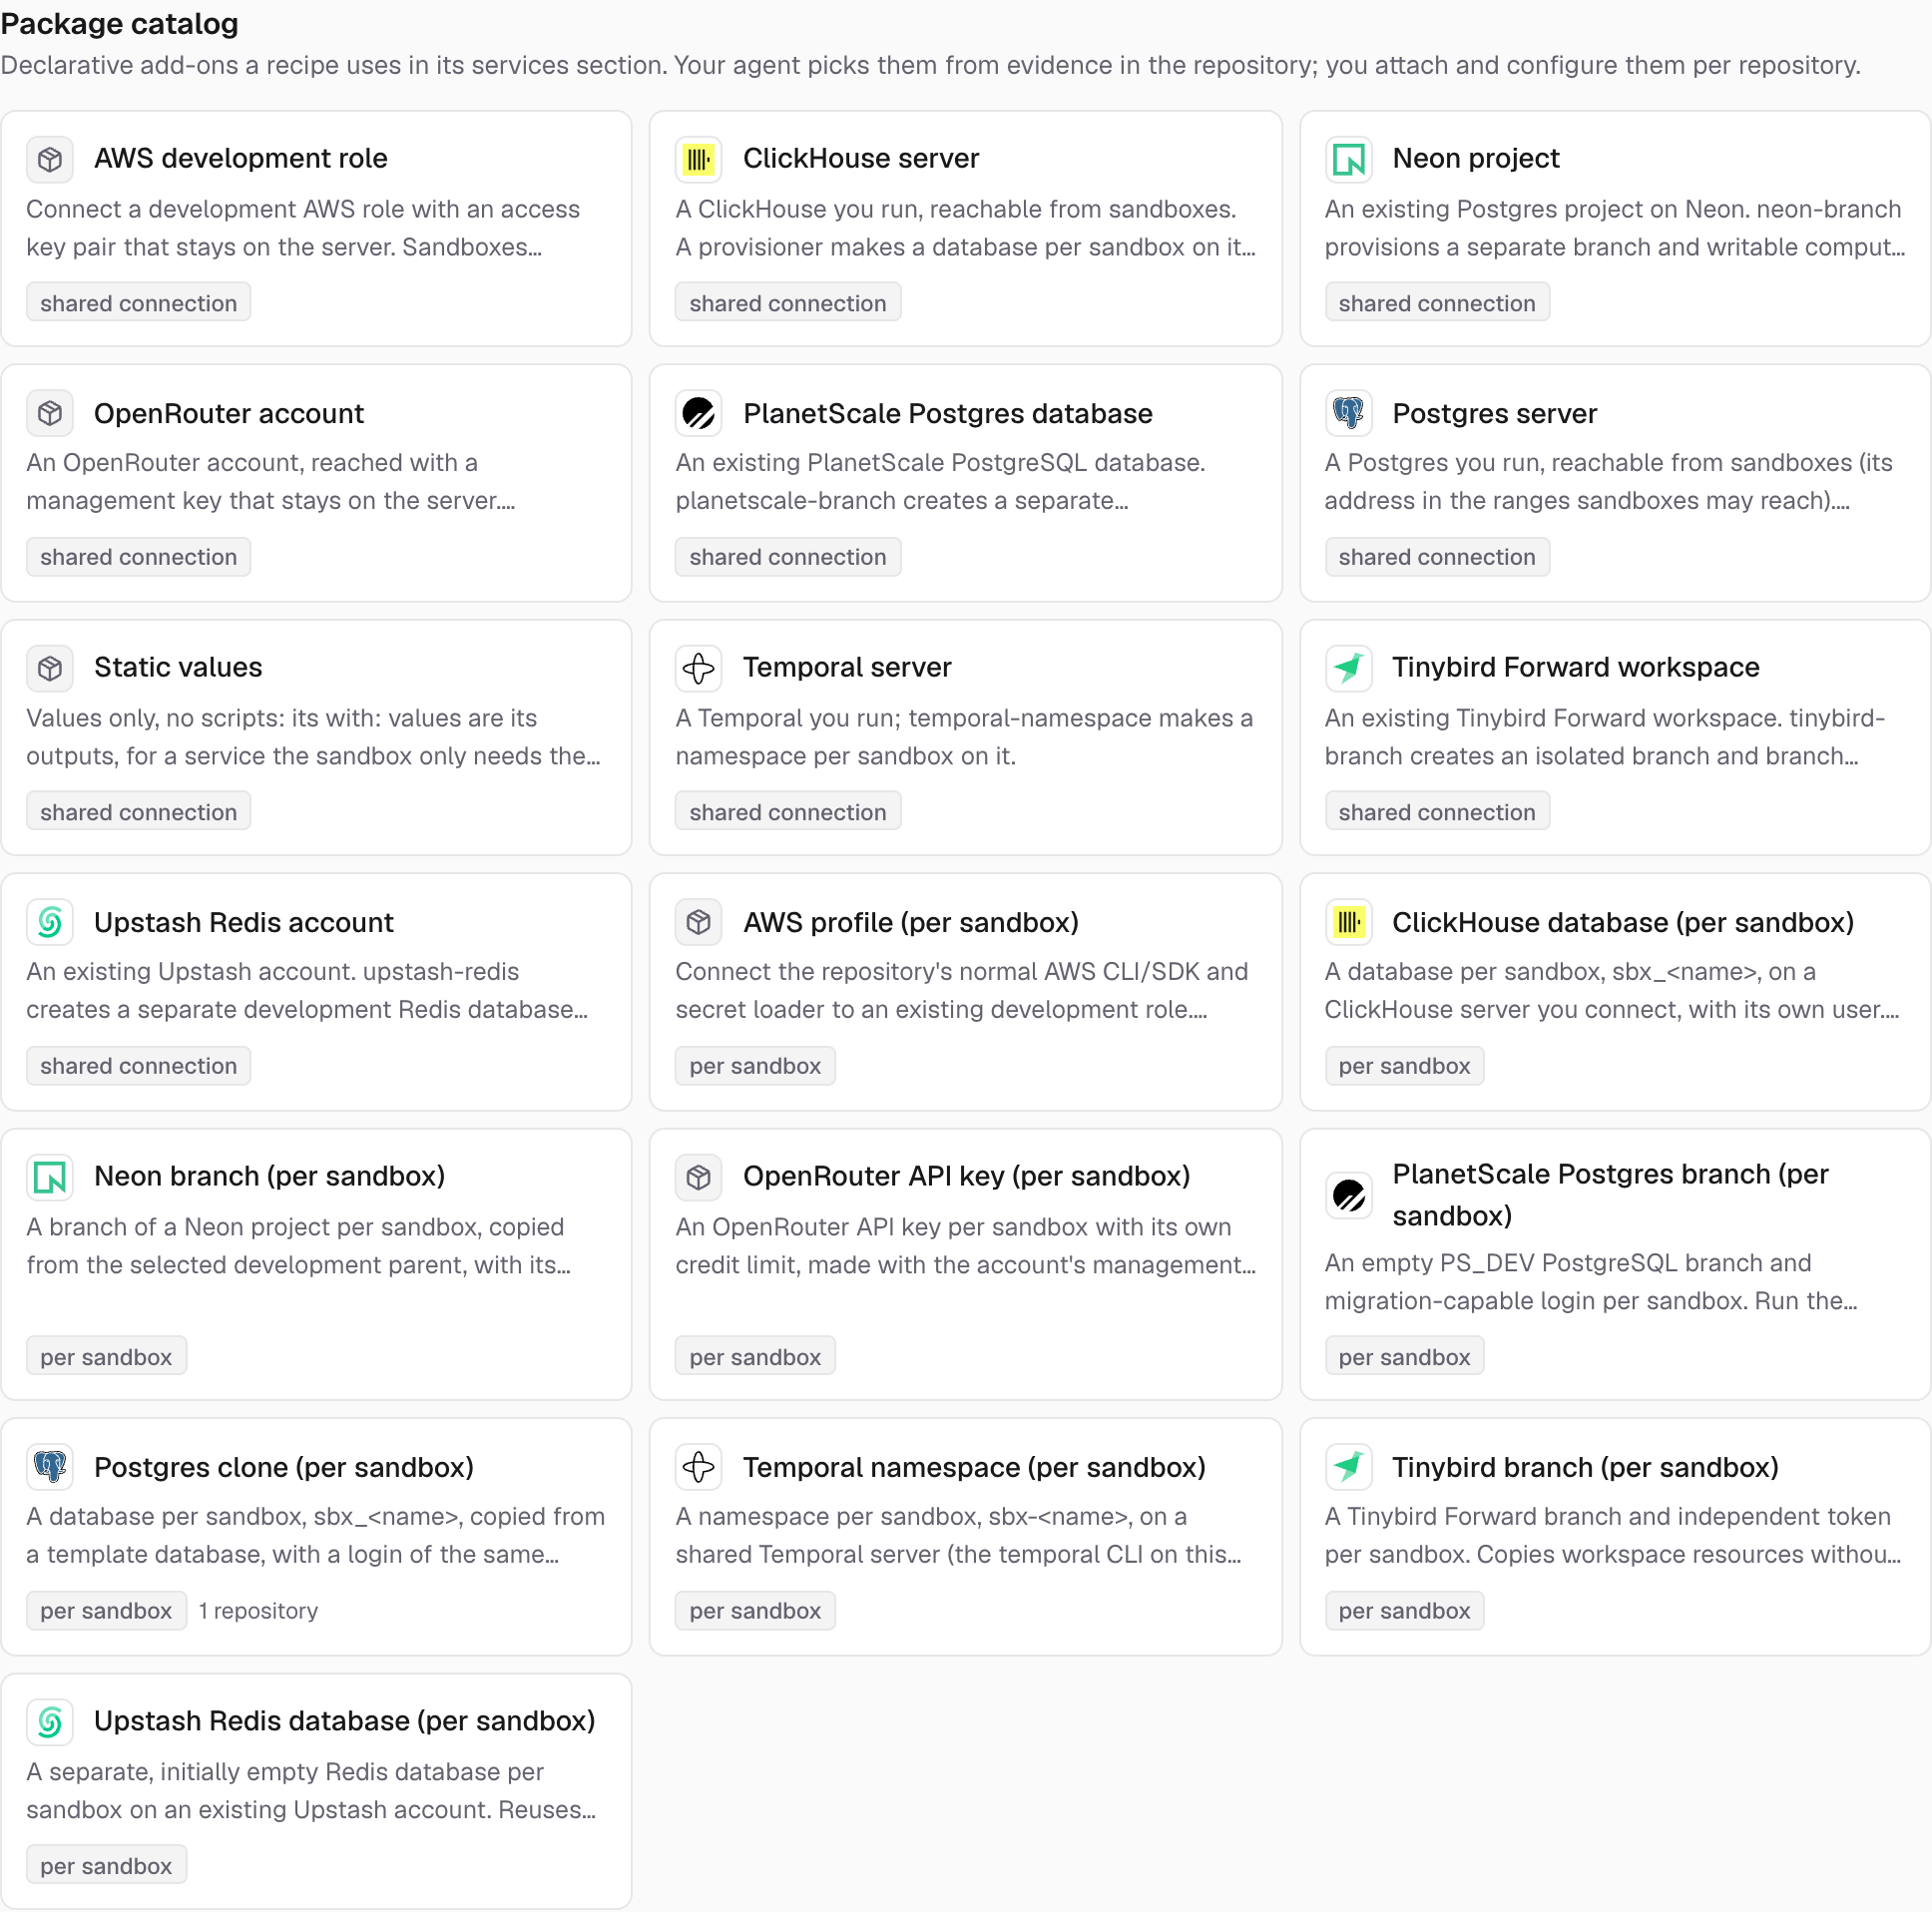 Package catalog
Declarative add-ons a recipe uses in its services section. Your agent picks them from evidence in the repository; you attach and configure them per repository.
AWS development role
Connect a development AWS role with an access
key pair that stays on the server. Sandboxes...
shared connection
ClickHouse server
A ClickHouse you run, reachable from sandboxes.
A provisioner makes a database per sandbox on it...
shared connection
Neon project
An existing Postgres project on Neon. neon-branch
provisions a separate branch and writable comput...
shared connection
OpenRouter account
An OpenRouter account, reached with a
management key that stays on the server....
shared connection
PlanetScale Postgres database
An existing PlanetScale PostgreSQL database.
planetscale-branch creates a separate...
shared connection
Postgres server
A Postgres you run, reachable from sandboxes (its
address in the ranges sandboxes may reach)....
shared connection
Static values
Values only, no scripts: its with: values are its
outputs, for a service the sandbox only needs the...
shared connection
Temporal server
A Temporal you run; temporal-namespace makes a
namespace per sandbox on it.
shared connection
Tinybird Forward workspace
An existing Tinybird Forward workspace. tinybird-
branch creates an isolated branch and branch...
shared connection
Upstash Redis account
An existing Upstash account. upstash-redis
creates a separate development Redis database...
shared connection
AWS profile (per sandbox)
Connect the repository's normal AWS CLI/SDK and
secret loader to an existing development role....
per sandbox
ClickHouse database (per sandbox)
A database per sandbox, sbx_<name>, on a
ClickHouse server you connect, with its own user....
per sandbox
Neon branch (per sandbox)
A branch of a Neon project per sandbox, copied
from the selected development parent, with its...
per sandbox
OpenRouter API key (per sandbox)
An OpenRouter API key per sandbox with its own
credit limit, made with the account's management...
per sandbox
PlanetScale Postgres branch (per
sandbox)
An empty PS_DEV PostgreSQL branch and
migration-capable login per sandbox. Run the...
per sandbox
Postgres clone (per sandbox)
A database per sandbox, sbx_<name>, copied from
a template database, with a login of the same...
per sandbox 1 repository
Temporal namespace (per sandbox)
A namespace per sandbox, sbx-<name>, on a
shared Temporal server (the temporal CLI on this...
per sandbox
Tinybird branch (per sandbox)
A Tinybird Forward branch and independent token
per sandbox. Copies workspace resources withou...
per sandbox
Upstash Redis database (per sandbox)
A separate, initially empty Redis database per
sandbox on an existing Upstash account. Reuses...
per sandbox